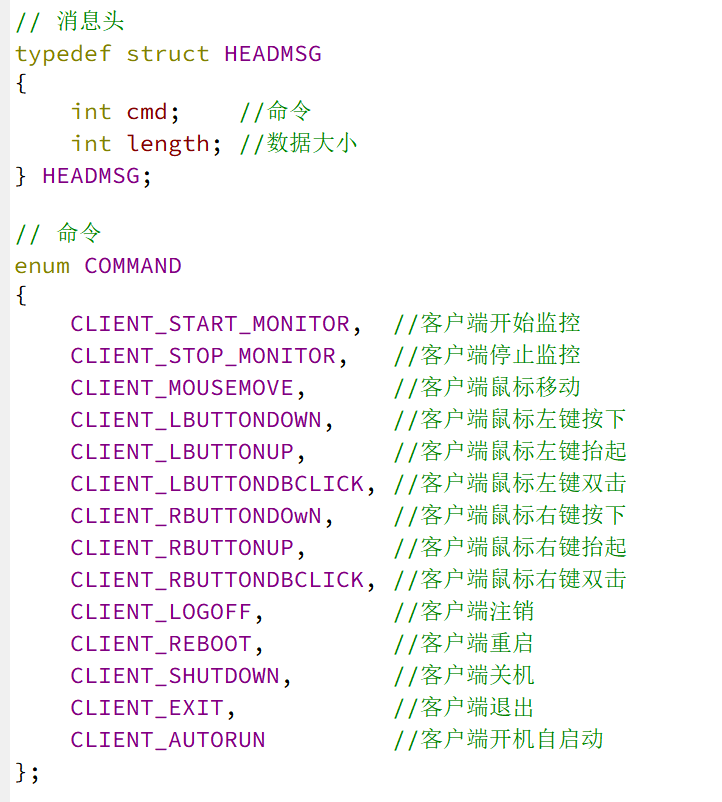 // 消息头
typedef struct HEADMSG
{
    int cmd;    //命令
    int length; //数据大小
} HEADMSG;
// 命令
enum COMMAND
{
    CLIENT_START_MONITOR,  //客户端开始监控
    CLIENT_STOP_MONITOR,   //客户端停止监控
    CLIENT_MOUSEMOVE,      //客户端鼠标移动
    CLIENT_LBUTTONDOWN,    //客户端鼠标左键按下
    CLIENT_LBUTTONUP,      //客户端鼠标左键抬起
    CLIENT_LBUTTONDBCLICK, //客户端鼠标左键双击
    CLIENT_RBUTTONDOwN,    //客户端鼠标右键按下
    CLIENT_RBUTTONUP,      //客户端鼠标右键抬起
    CLIENT_RBUTTONDBCLICK, //客户端鼠标右键双击
    CLIENT_LOGOFF,         //客户端注销
    CLIENT_REBOOT,         //客户端重启
    CLIENT_SHUTDOWN,       //客户端关机
    CLIENT_EXIT,           //客户端退出
    CLIENT_AUTORUN         //客户端开机自启动
};